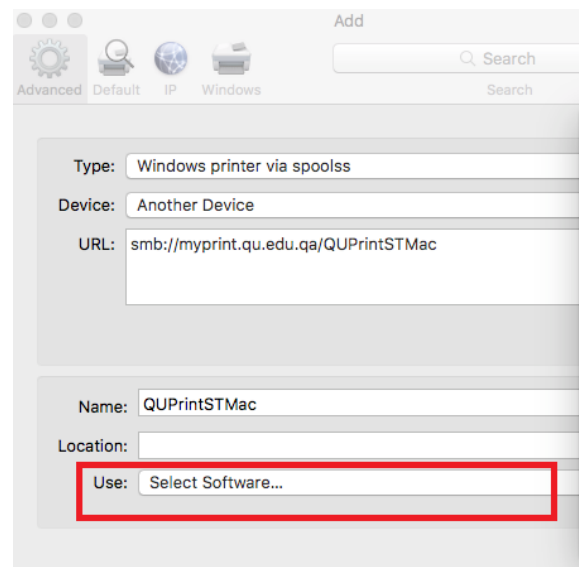 Add
Search
Advanced Default IP Windows Search
Type: Windows printer via spoolss
Device: Another Device
URL: smb://myprint.qu.edu.qa/QUPrintSTMac
Name: QUPrintSTMac
Location:
Use: Select Software...